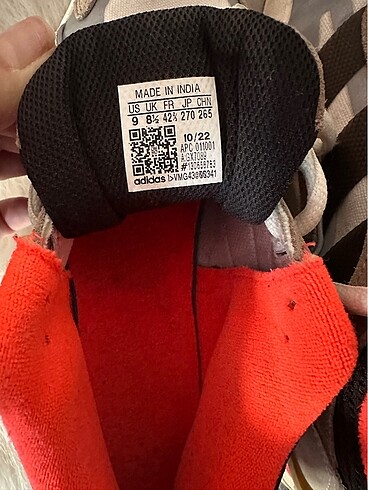 MADE IN INDIA
US UK FR JP CHN
9 8½ 42⅔ 270 265
10/22
APC 011001
#130656753
adidas